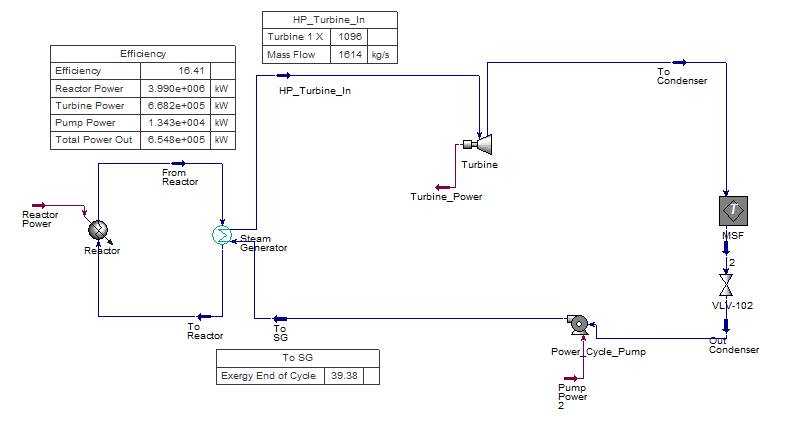 HP_Turbine_In
Turbine 1 X 1096
Mass Flow 1614 kg/s
Efficiency
Efficiency 16.41
Reactor Power 3.990e+006 kW
Turbine Power 6.682e+005 kW
Pump Power 1.343e+004 kW
Total Power Out 6.548e+005 kW
HP_Turbine_In
To
Condenser
Turbine
Turbine_Power
From
Reactor
Reactor
Power
Reactor
Steam
Generator
T
MSF
2
VLV-102
Out
Condenser
To
Reactor
To
SG
Power_Cycle_Pump
To SG
Exergy End of Cycle 39.38
Pump
Power
2